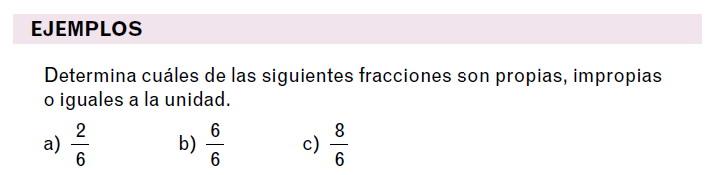 EJEMPLOS
Determina cuáles de las siguientes fracciones son propias, impropias
o iguales a la unidad.
a) 2/6 b) 6/6 c) 8/6